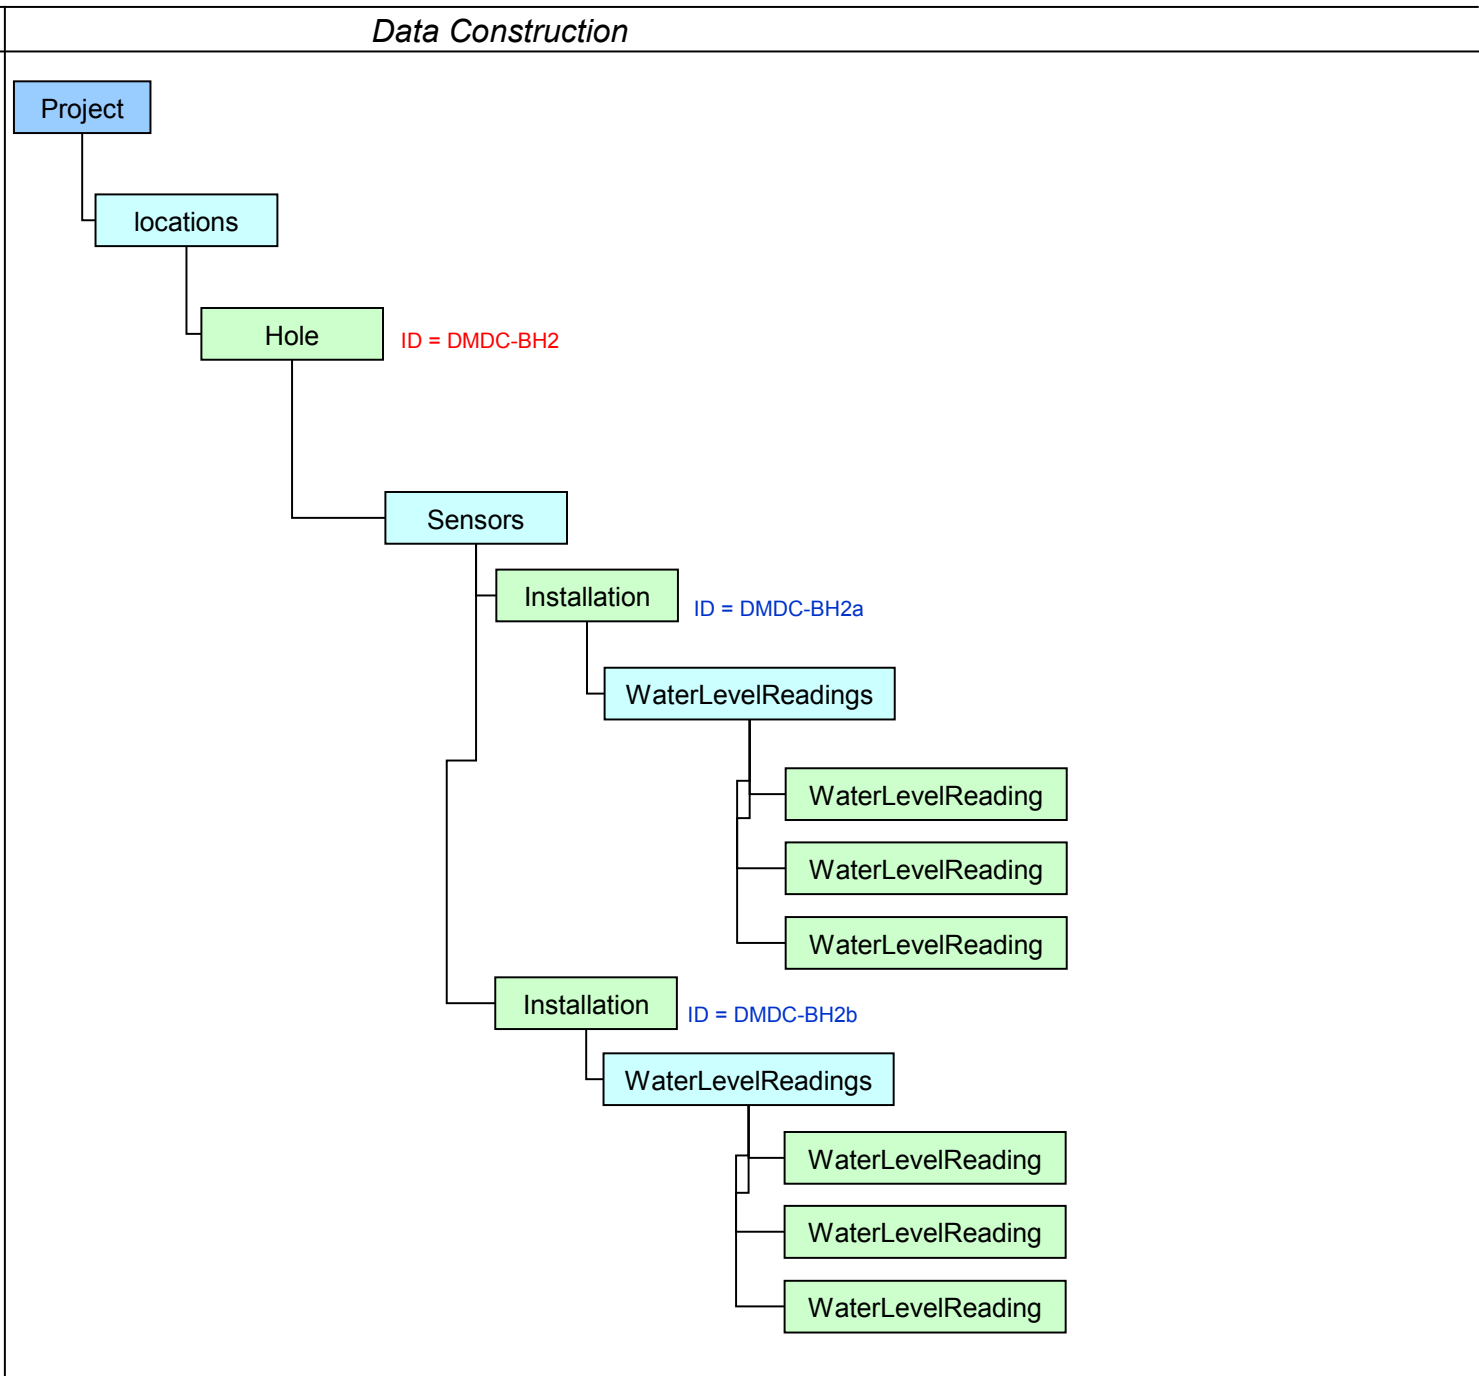 Data Construction
Project
locations
Hole
ID = DMDC-BH2
Sensors
Installation
ID = DMDC-BH2a
WaterLevelReadings
WaterLevelReading
WaterLevelReading
WaterLevelReading
Installation
ID = DMDC-BH2b
WaterLevelReadings
WaterLevelReading
WaterLevelReading
WaterLevelReading